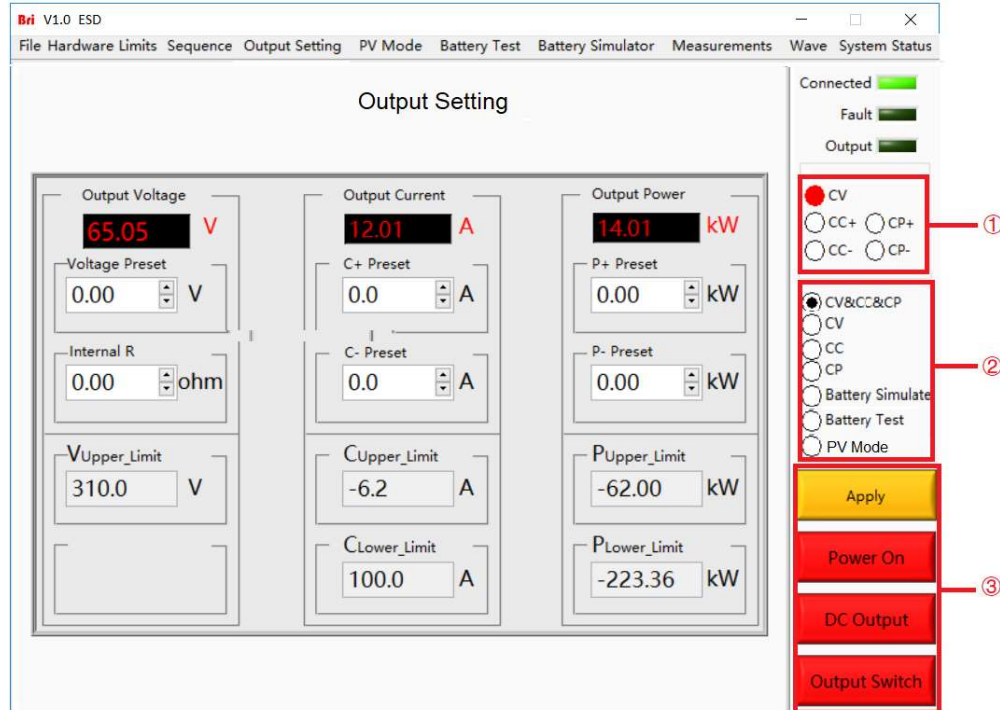 Bri V1.0 ESD
File Hardware Limits Sequence Output Setting PV Mode Battery Test Battery Simulator Measurements Wave System Status
Output Setting
Connected
Fault
Output
Output Voltage
65.05 V
Voltage Preset
0.00 V
Internal R
0.00 ohm
VUpper_Limit
310.0 V
Output Current
12.01 A
C+ Preset
0.0 A
C- Preset
0.0 A
CUpper_Limit
-6.2 A
CLower_Limit
100.0 A
Output Power
14.01 kW
P+ Preset
0.00 kW
P- Preset
0.00 kW
PUpper_Limit
-62.00 kW
PLower_Limit
-223.36 kW
CV
CC+ CP+
CC- CP-
①
CV&CC&CP
CV
CC
CP
Battery Simulate
Battery Test
PV Mode
②
Apply
Power On
DC Output
Output Switch
③